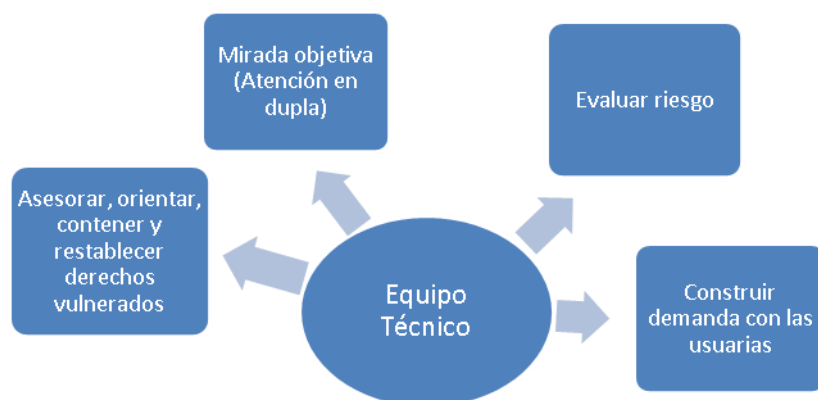 Mirada objetiva
(Atención en
dupla)
Evaluar riesgo
Asesorar, orientar,
contener y
restablecer
derechos
vulnerados
Equipo
Técnico
Construir
demanda con las
usuarias